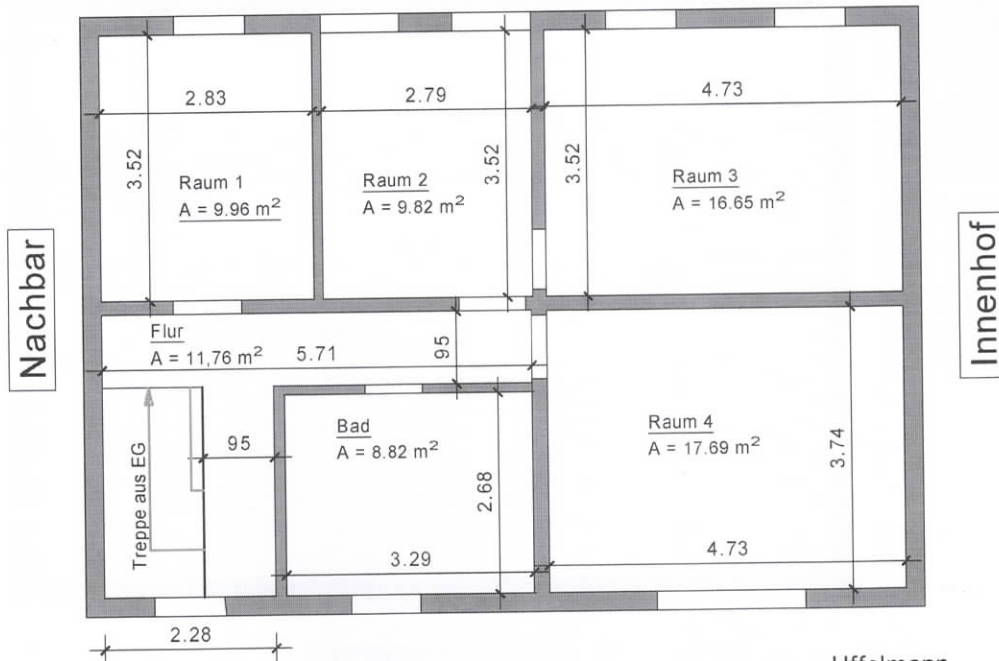 2.83
2.79
4.73
3.52
3.52
3.52
Raum 1
A = 9.96 m²
Raum 2
A = 9.82 m²
Raum 3
A = 16.65 m²
Nachbar
Innenhof
Flur
A = 11,76 m²
5.71
95
Treppe aus EG
95
Bad
A = 8.82 m²
2.68
3.29
Raum 4
A = 17.69 m²
3.74
4.73
2.28